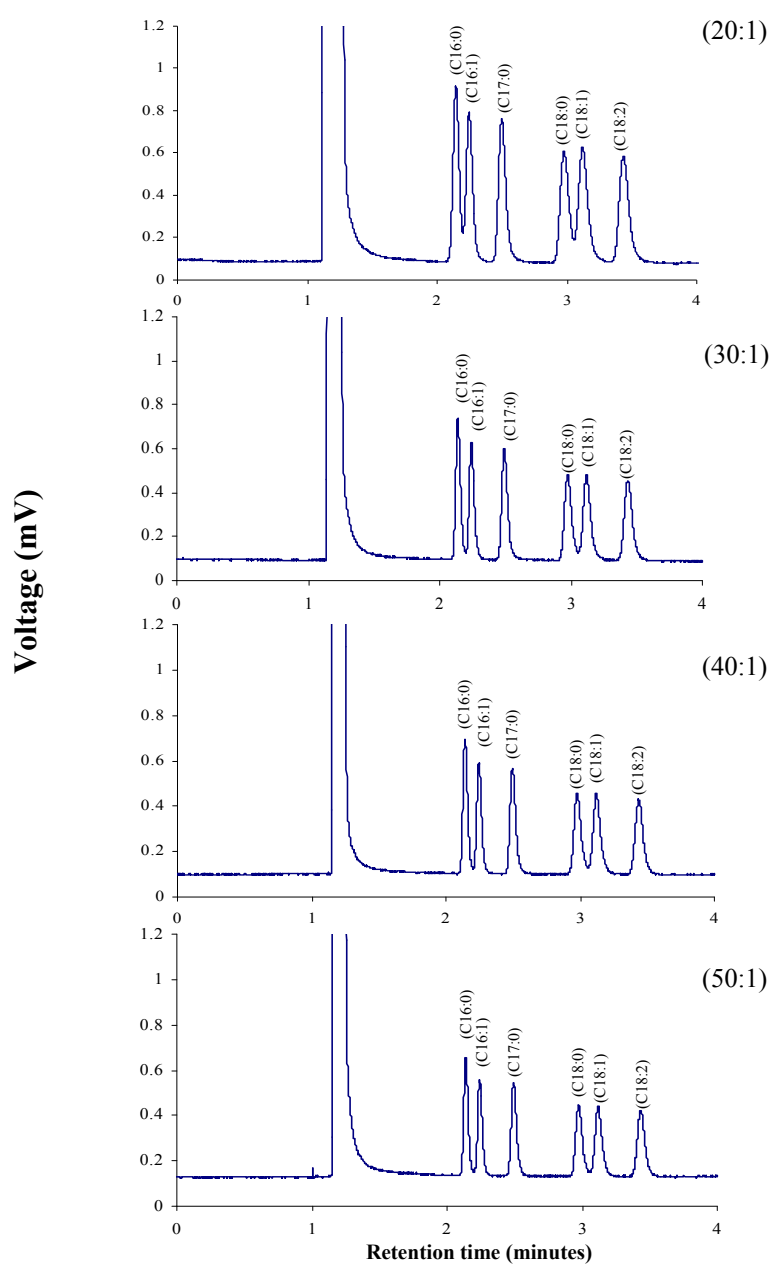 (20:1)
1.2
1
0.8
0.6
0.4
0.2
0
(C16:0)
(C16:1)
(C17:0)
(C18:0)
(C18:1)
(C18:2)
0 1 2 3 4
(30:1)
1.2
1
0.8
0.6
0.4
0.2
0
(C16:0)
(C16:1)
(C17:0)
(C18:0)
(C18:1)
(C18:2)
0 1 2 3 4
Voltage (mV)
(40:1)
1.2
1
0.8
0.6
0.4
0.2
0
(C16:0)
(C16:1)
(C17:0)
(C18:0)
(C18:1)
(C18:2)
0 1 2 3 4
(50:1)
1.2
1
0.8
0.6
0.4
0.2
0
(C16:0)
(C16:1)
(C17:0)
(C18:0)
(C18:1)
(C18:2)
0 1 2 3 4
Retention time (minutes)